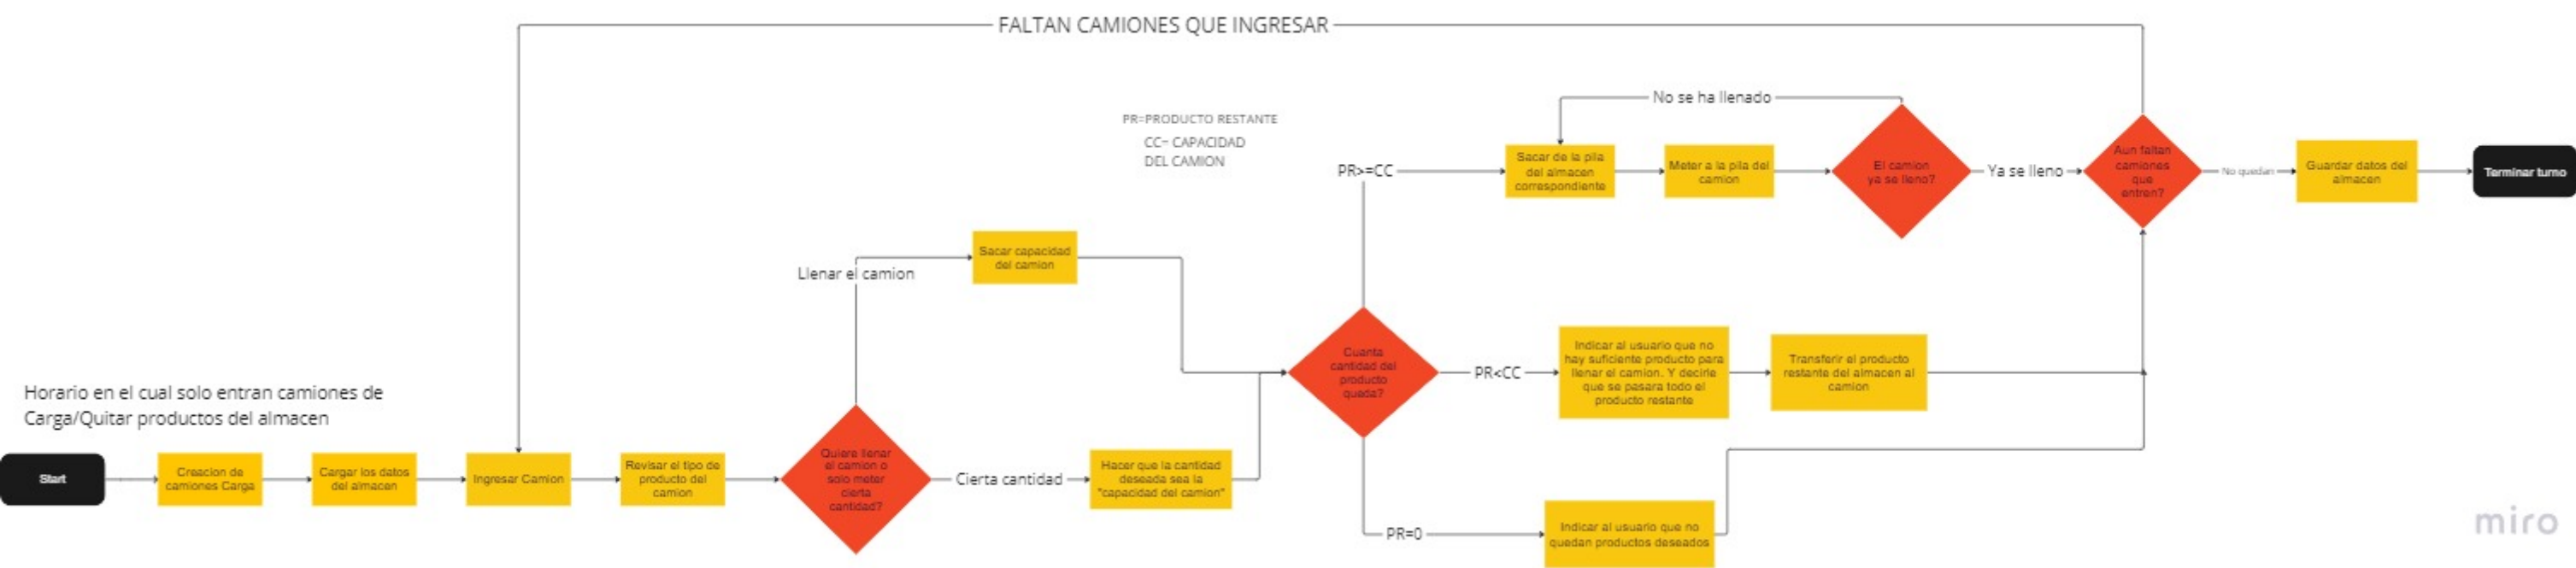 FALTAN CAMIONES QUE INGRESAR
PR=PRODUCTO RESTANTE
CC= CAPACIDAD
DEL CAMION
Horario en el cual solo entran camiones de
Carga/Quitar productos del almacen
Start
Creacion de
camiones Carga
Cargar los datos
del almacen
Ingresar Camion
Revisar el tipo de
producto del
camion
Quiere llenar
el camion o
solo meter
cierta
cantidad?
Llenar el camion
Sacar capacidad
del camion
Cierta cantidad
Hacer que la cantidad
deseada sea la
"capacidad del camion"
Cuanta
cantidad del
producto
queda?
PR>=CC
Sacar de la pila
del almacen
correspondiente
Meter a la pila del
camion
El camion
ya se lleno?
No se ha llenado
Ya se lleno
PR<CC
Indicar al usuario que no
hay suficiente producto para
llenar el camion. Y decirle
que se pasara todo el
producto restante
Transferir el producto
restante del almacen al
camion
PR=0
Indicar al usuario que no
quedan productos deseados
Aun faltan
camiones
que
entren?
No quedan
Guardar datos del
almacen
Terminar turno
miro